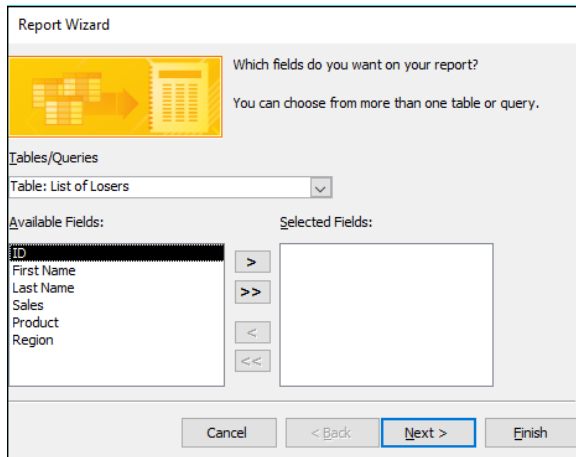 Report Wizard
Which fields do you want on your report?
You can choose from more than one table or query.
Tables/Queries
Table: List of Losers
Available Fields:
Selected Fields:
ID
First Name
Last Name
Sales
Product
Region
>
>>
<
<<
Cancel
< Back
Next >
Finish